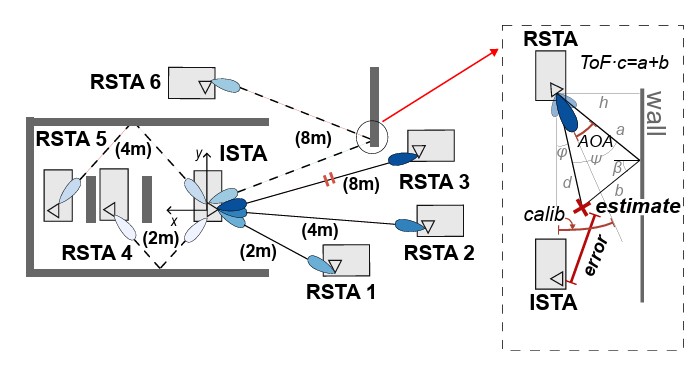 RSTA 6
RSTA 5
(4m)
y
ISTA
(8m)
(8m)
RSTA 3
x
RSTA 4
(2m)
(2m)
(4m)
RSTA 2
RSTA 1
RSTA
ToF·c=a+b
h
wall
a
AOA
φ
ψ
β
d
b
calib
estimate
error
ISTA